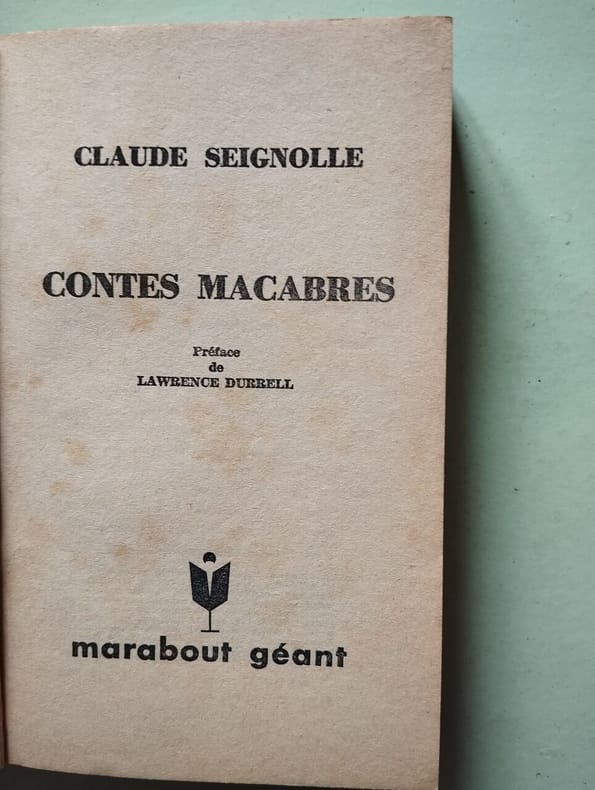 CLAUDE SEIGNOLLE
CONTES MACABRES
Préface
de
LAWRENCE DURRELL
marabout géant